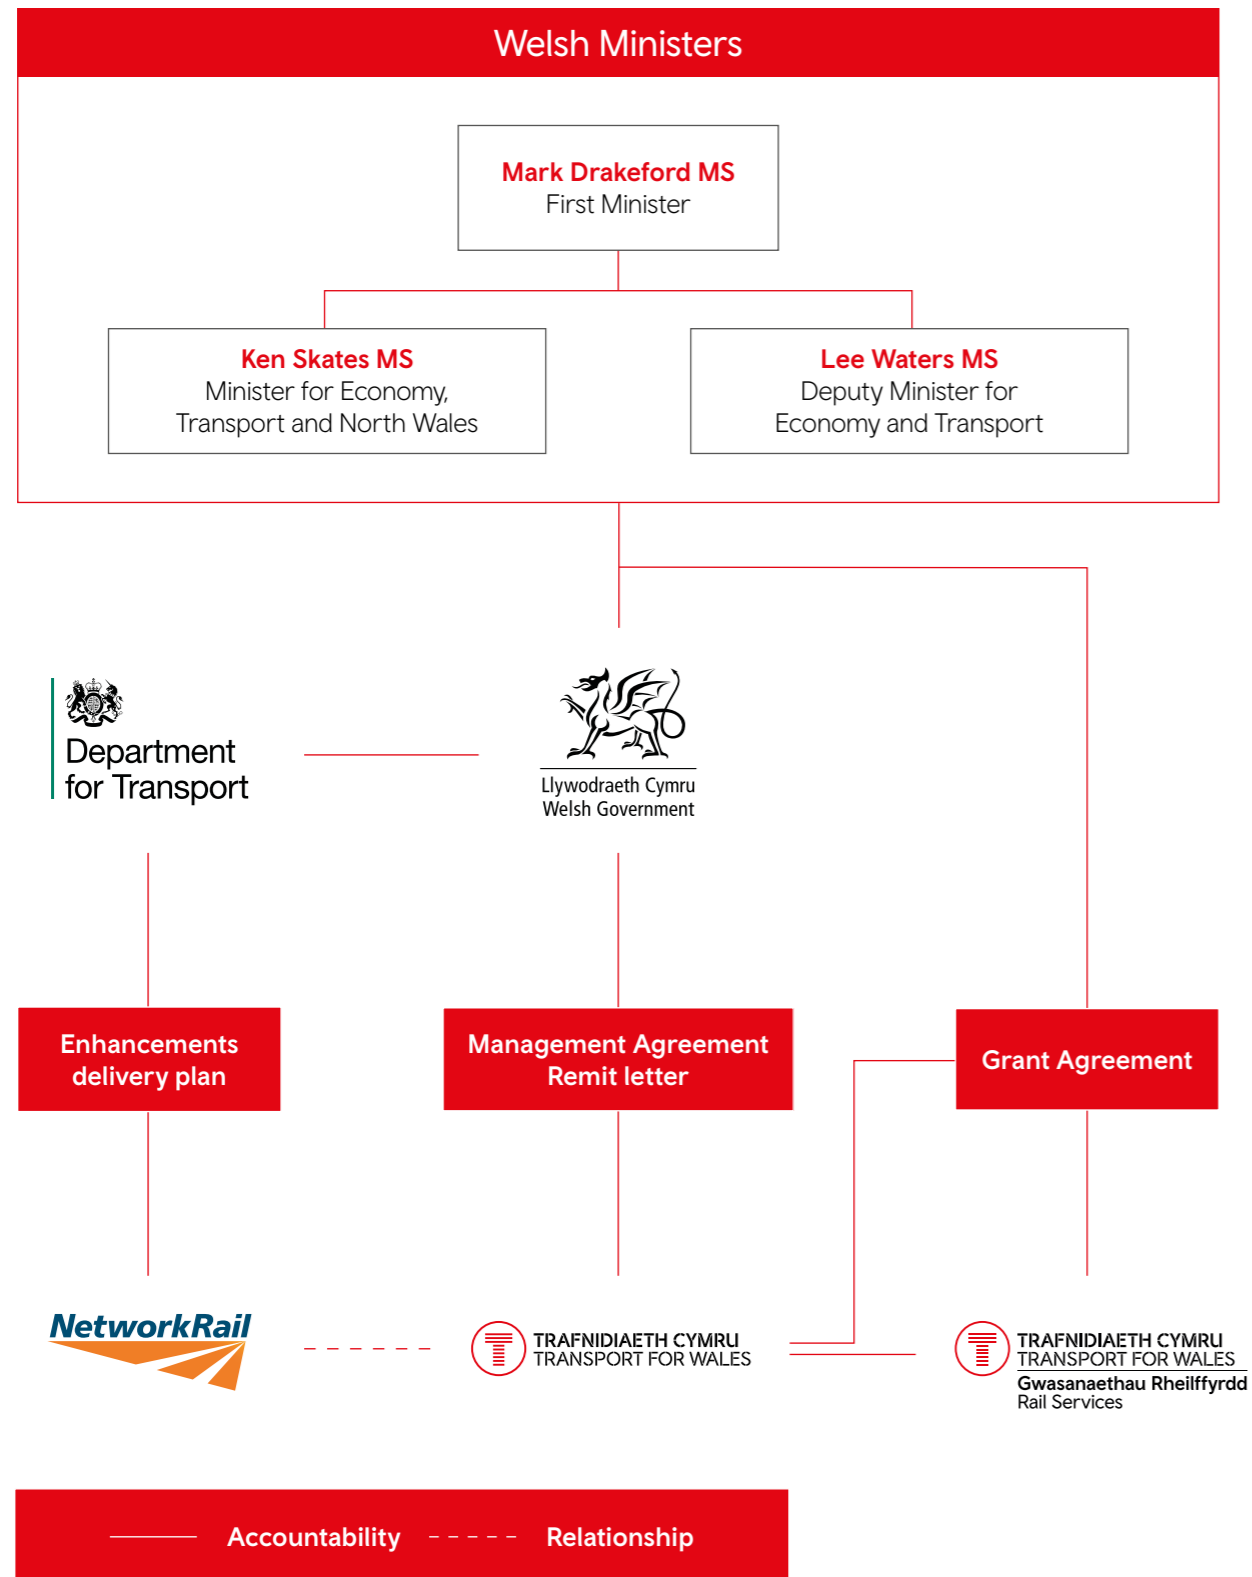 Welsh Ministers
Mark Drakeford MS
First Minister
Ken Skates MS
Minister for Economy,
Transport and North Wales
Lee Waters MS
Deputy Minister for
Economy and Transport
Department
for Transport
Llywodraeth Cymru
Welsh Government
Enhancements
delivery plan
Management Agreement
Remit letter
Grant Agreement
NetworkRail
TRAFNIDIAETH CYMRU
TRANSPORT FOR WALES
TRAFNIDIAETH CYMRU
TRANSPORT FOR WALES
Gwasanaethau Rheilffyrdd
Rail Services
Accountability
Relationship